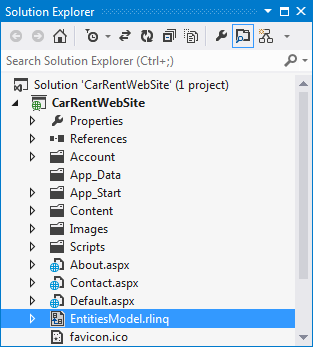 Solution Explorer
Search Solution Explorer (Ctrl+;)
Solution 'CarRentWebSite' (1 project)
CarRentWebSite
Properties
References
Account
App_Data
App_Start
Content
Images
Scripts
About.aspx
Contact.aspx
Default.aspx
EntitiesModel.rlinq
favicon.ico